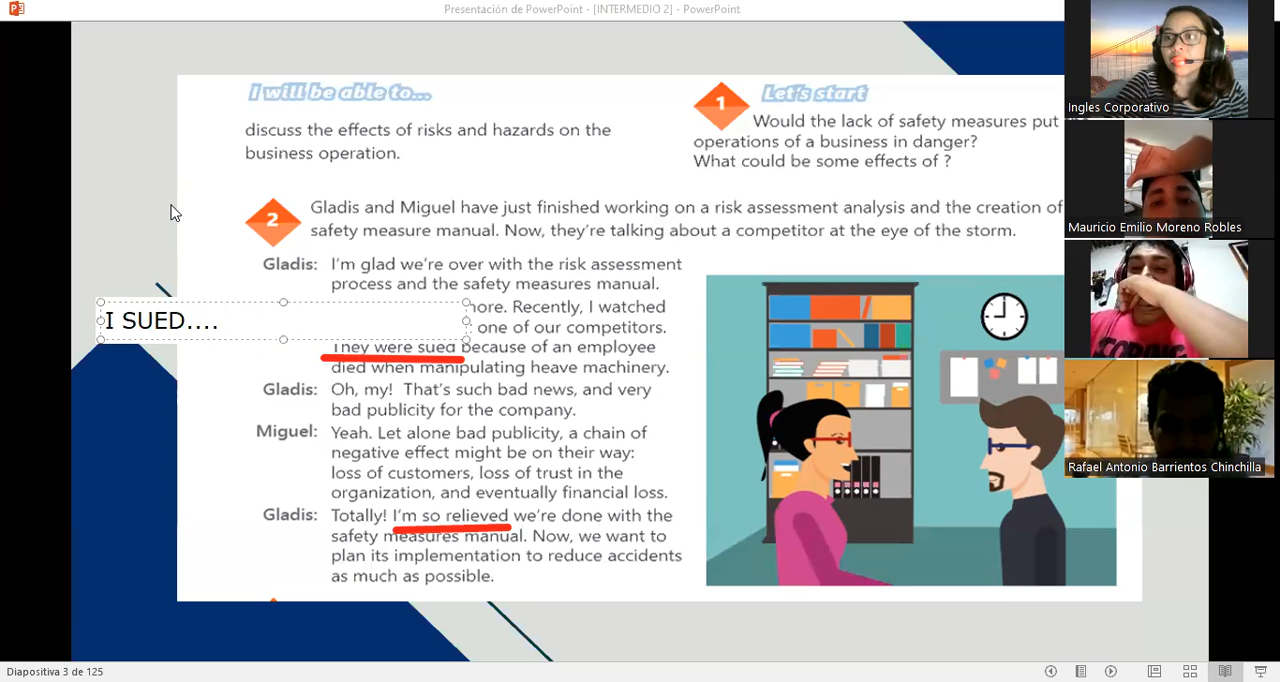 Presentación de PowerPoint - [INTERMEDIO 2] - PowerPoint
I will be able to...
discuss the effects of risks and hazards on the
business operation.
1
Let's start
Would the lack of safety measures put
operations of a business in danger?
What could be some effects of ?
2
Gladis and Miguel have just finished working on a risk assessment analysis and the creation of
safety measure manual. Now, they're talking about a competitor at the eye of the storm.
Gladis: I'm glad we're over with the risk assessment
process and the safety measures manual.
more. Recently, I watched
one of our competitors.
They were sued because of an employee
died when manipulating heave machinery.
Gladis: Oh, my! That's such bad news, and very
bad publicity for the company.
Miguel: Yeah. Let alone bad publicity, a chain of
negative effect might be on their way:
loss of customers, loss of trust in the
organization, and eventually financial loss.
Gladis: Totally! I'm so relieved we're done with the
safety measures manual. Now, we want to
plan its implementation to reduce accidents
as much as possible.
I SUED....
Ingles Corporativo
Mauricio Emilio Moreno Robles
Rafael Antonio Barrientos Chinchilla
Diapositiva 3 de 125